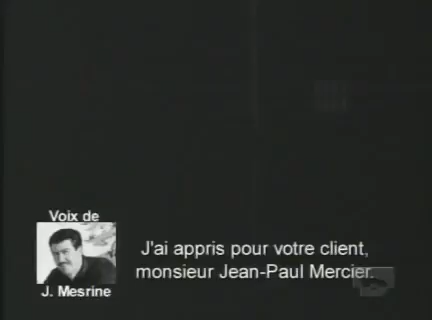 Voix de
J. Mesrine
J'ai appris pour votre client,
monsieur Jean-Paul Mercier.